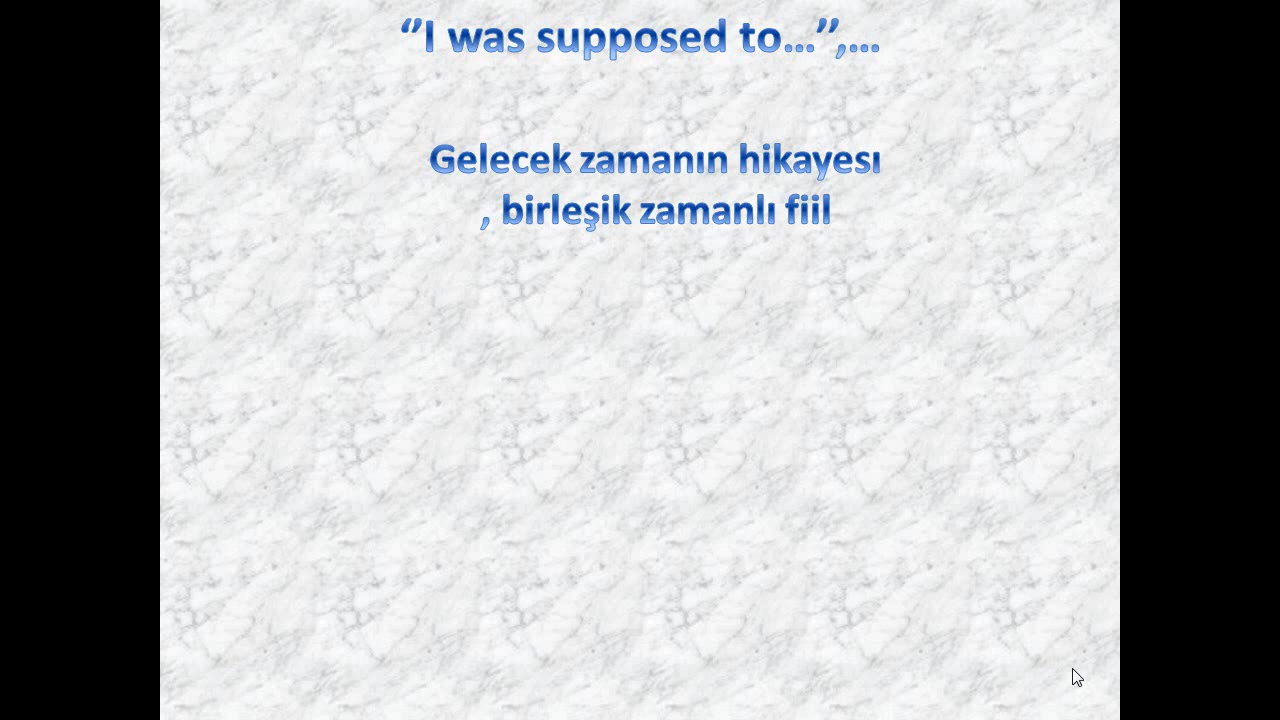 ‘’I was supposed to…’’,…
Gelecek zamanın hikayesı
, birleşik zamanlı fiil